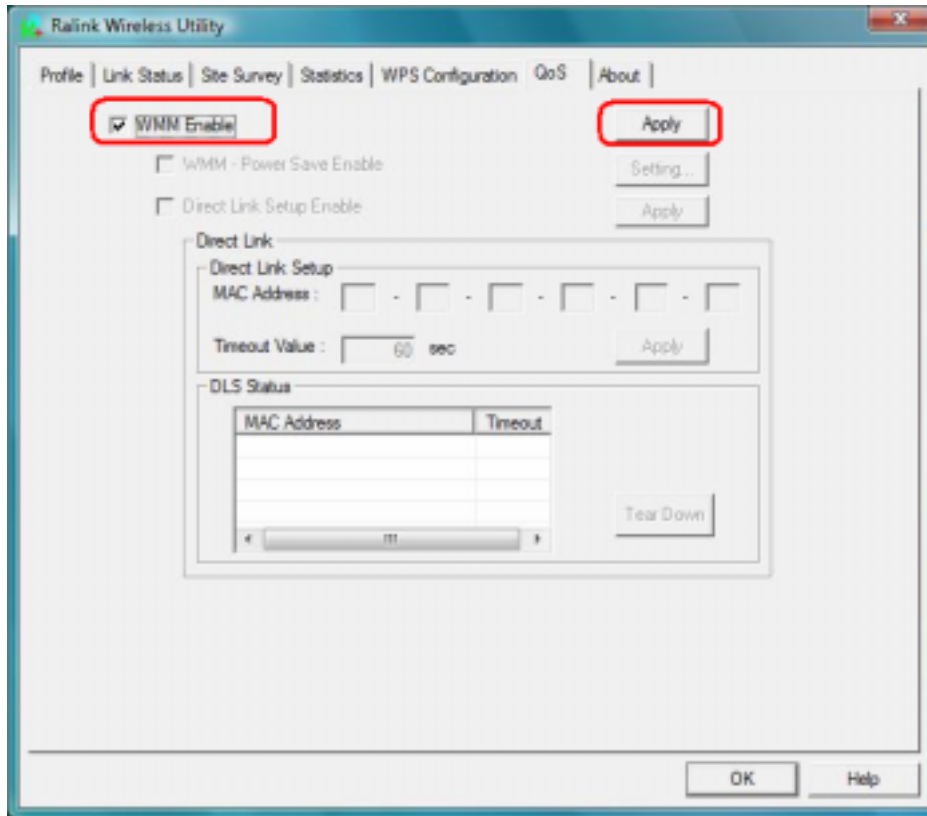 Ralink Wireless Utility
Profile Link Status Site Survey Statistics WPS Configuration QoS About
WMM Enable Apply
WMM - Power Save Enable Setting...
Direct Link Setup Enable Apply
Direct Link
Direct Link Setup
MAC Address : - - - - -
Timeout Value : 60 sec Apply
DLS Status
MAC Address Timeout
Tear Down
OK Help